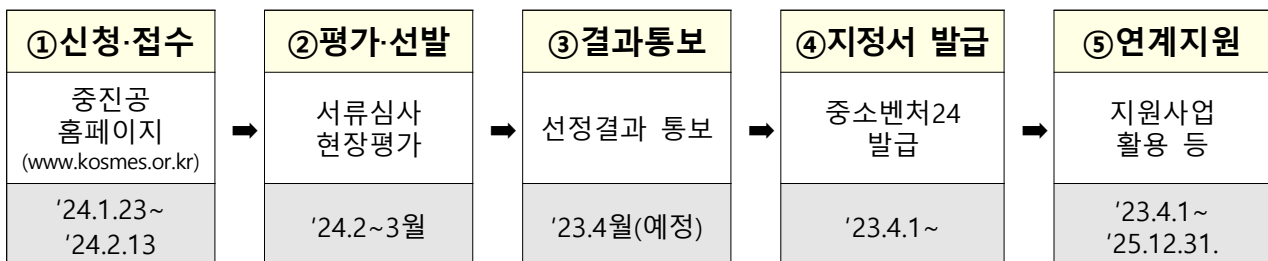 ①신청·접수
중진공
홈페이지
(www.kosmes.or.kr)
'24.1.23~
'24.2.13
➡
②평가·선발
서류심사
현장평가
'24.2~3월
➡
③결과통보
선정결과 통보
'23.4월(예정)
➡
④지정서 발급
중소벤처24
발급
'23.4.1~
➡
⑤연계지원
지원사업
활용 등
'23.4.1~
'25.12.31.